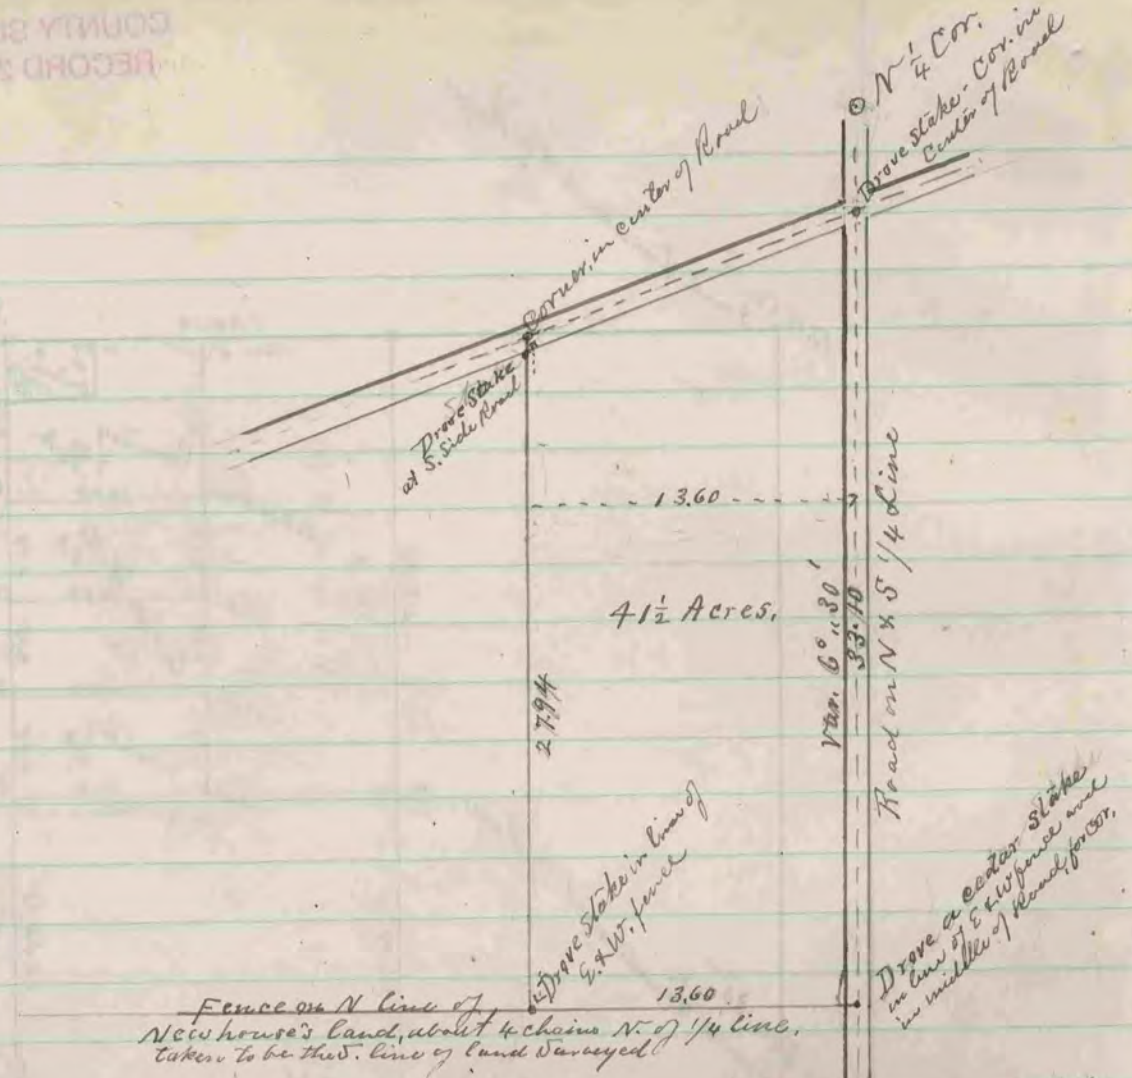 COUNTY
RECORD 2
N 1/4 Cor.
Drove stake - Cor. in
Center of Road
Corner, in center of Road
Drove Stake
at S. Side Road
13.60
41 1/2 Acres.
Var. 6° 30'
33.10
Road on N & S 1/4 Line
27.94
Drove Stake in line of
E. & W. fence
Drove a cedar stake
in line of E & W fence and
in middle of Road, for cor.
13.60
Fence on N line of
Newhouse's land, about 4 chains N. of 1/4 line,
taken to be the S. line of land Surveyed